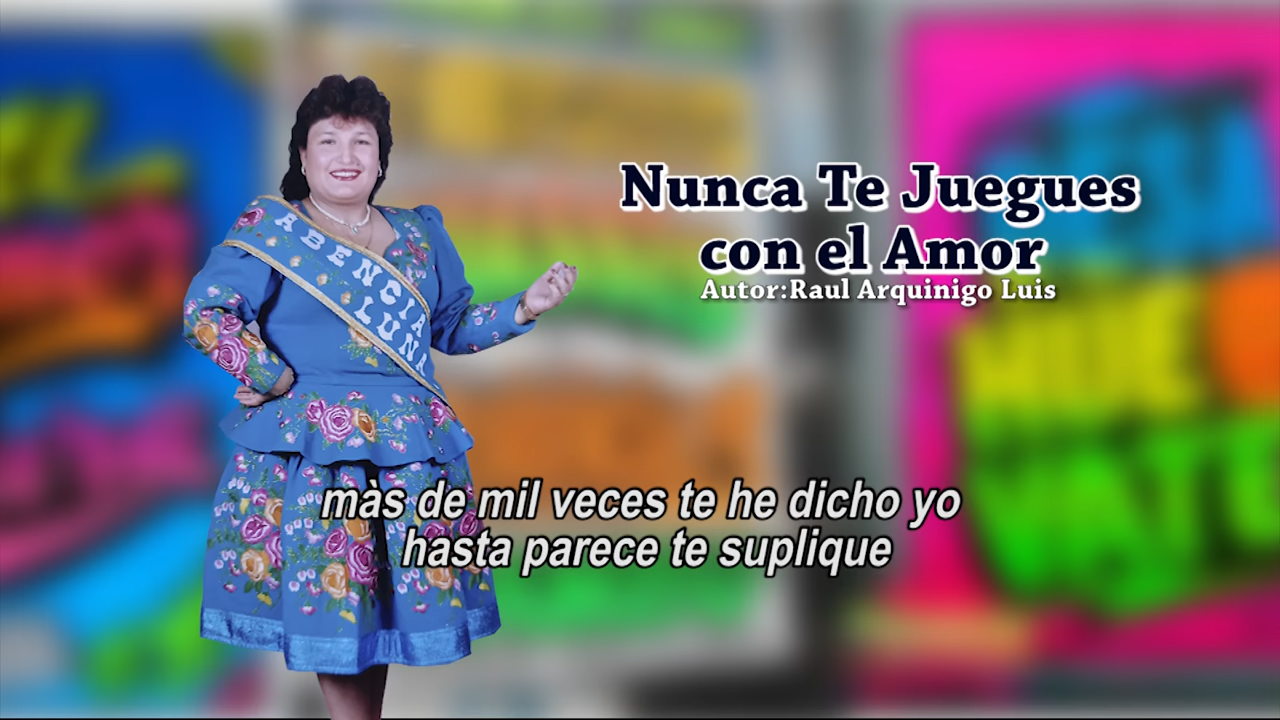 ABENCIA
LUNA
Nunca Te Juegues
con el Amor
Autor:Raul Arquinigo Luis
màs de mil veces te he dicho yo
hasta parece te suplique